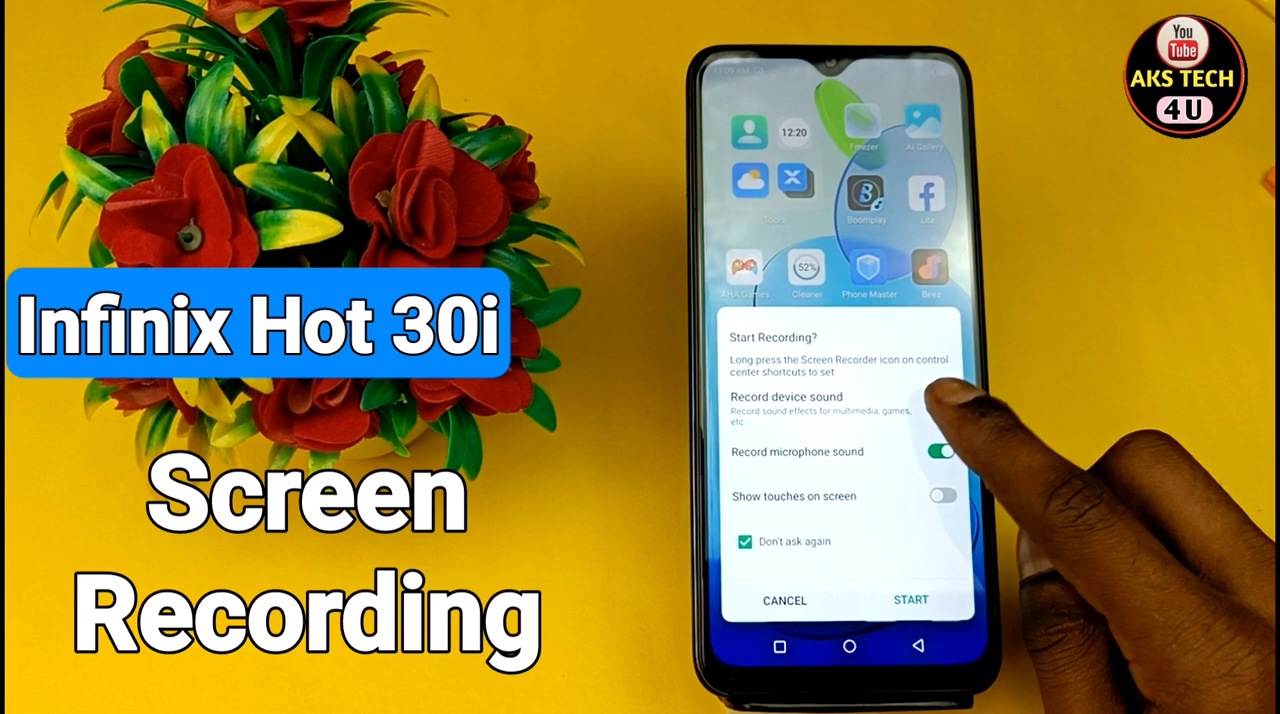 Infinix Hot 30i
Screen
Recording
You
Tube
AKS TECH
4U
12:20
Freezer
AI Gallery
Tools
Boomplay
Lite
AHA Games
52%
Cleaner
Phone Master
Beez
Start Recording?
Long press the Screen Recorder icon on control
center shortcuts to set
Record device sound
Record sound effects for multimedia, games,
etc
Record microphone sound
Show touches on screen
Don't ask again
CANCEL
START